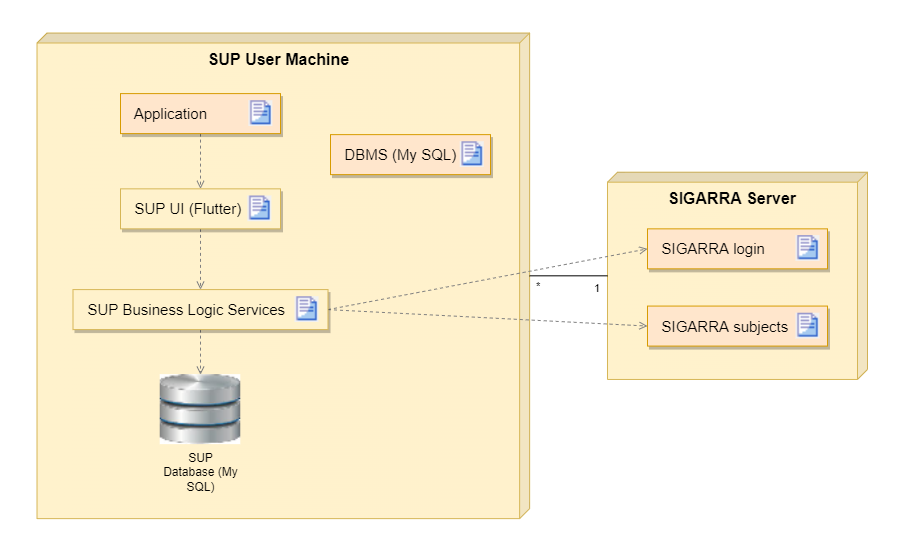 SUP User Machine
Application
DBMS (My SQL)
SUP UI (Flutter)
SUP Business Logic Services
SUP
Database (My
SQL)
* 1
SIGARRA Server
SIGARRA login
SIGARRA subjects